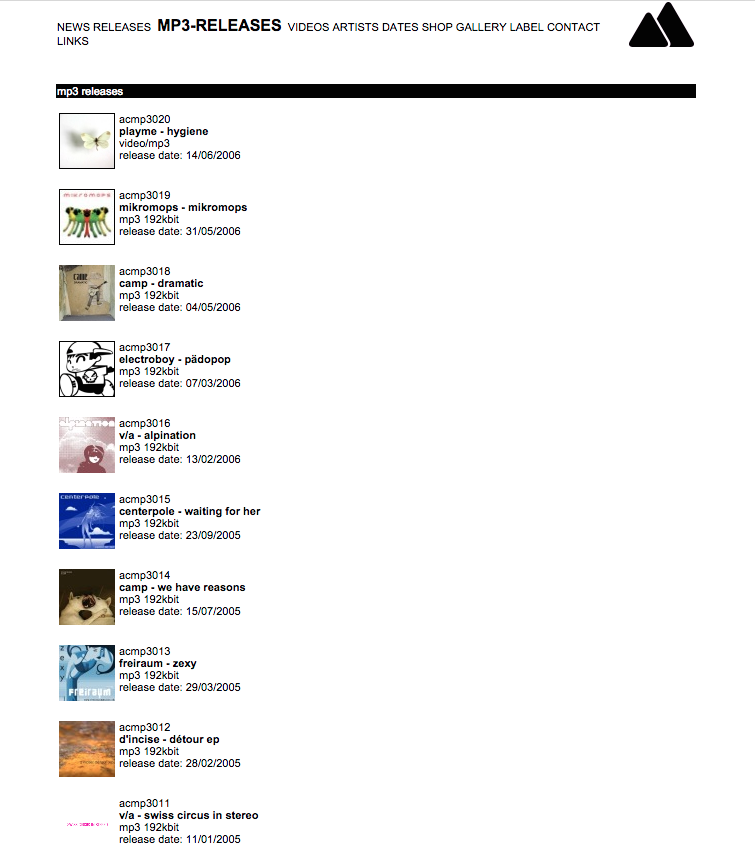 NEWS RELEASES MP3-RELEASES VIDEOS ARTISTS DATES SHOP GALLERY LABEL CONTACT
LINKS
mp3 releases
acmp3020
playme - hygiene
video/mp3
release date: 14/06/2006
mikromops
acmp3019
mikromops - mikromops
mp3 192kbit
release date: 31/05/2006
camp
acmp3018
camp - dramatic
mp3 192kbit
release date: 04/05/2006
acmp3017
electroboy - pädopop
mp3 192kbit
release date: 07/03/2006
alpination
acmp3016
v/a - alpination
mp3 192kbit
release date: 13/02/2006
centerpole
acmp3015
centerpole - waiting for her
mp3 192kbit
release date: 23/09/2005
acmp3014
camp - we have reasons
mp3 192kbit
release date: 15/07/2005
zexy
FREIRAUM
acmp3013
freiraum - zexy
mp3 192kbit
release date: 29/03/2005
acmp3012
d'incise - détour ep
mp3 192kbit
release date: 28/02/2005
acmp3011
v/a - swiss circus in stereo
mp3 192kbit
release date: 11/01/2005